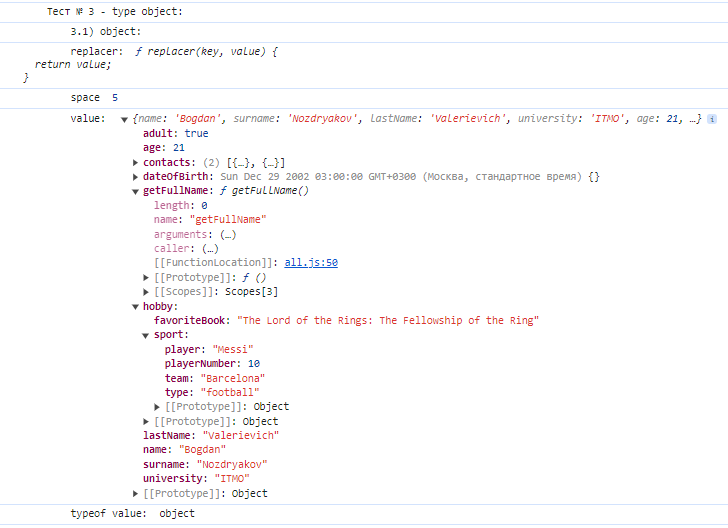 Тест № 3 - type object:
3.1) object:
replacer: ƒ replacer(key, value) {
return value;
}
space 5
value: ▼ {name: 'Bogdan', surname: 'Nozdryakov', lastName: 'Valerievich', university: 'ITMO', age: 21, …} i
adult: true
age: 21
▶ contacts: (2) [{…}, {…}]
▶ dateOfBirth: Sun Dec 29 2002 03:00:00 GMT+0300 (Москва, стандартное время) {}
▼ getFullName: ƒ getFullName()
length: 0
name: "getFullName"
arguments: (…)
caller: (…)
[[FunctionLocation]]: all.js:50
▶ [[Prototype]]: ƒ ()
▶ [[Scopes]]: Scopes[3]
▼ hobby:
favoriteBook: "The Lord of the Rings: The Fellowship of the Ring"
▼ sport:
player: "Messi"
playerNumber: 10
team: "Barcelona"
type: "football"
▶ [[Prototype]]: Object
▶ [[Prototype]]: Object
lastName: "Valerievich"
name: "Bogdan"
surname: "Nozdryakov"
university: "ITMO"
▶ [[Prototype]]: Object
typeof value: object